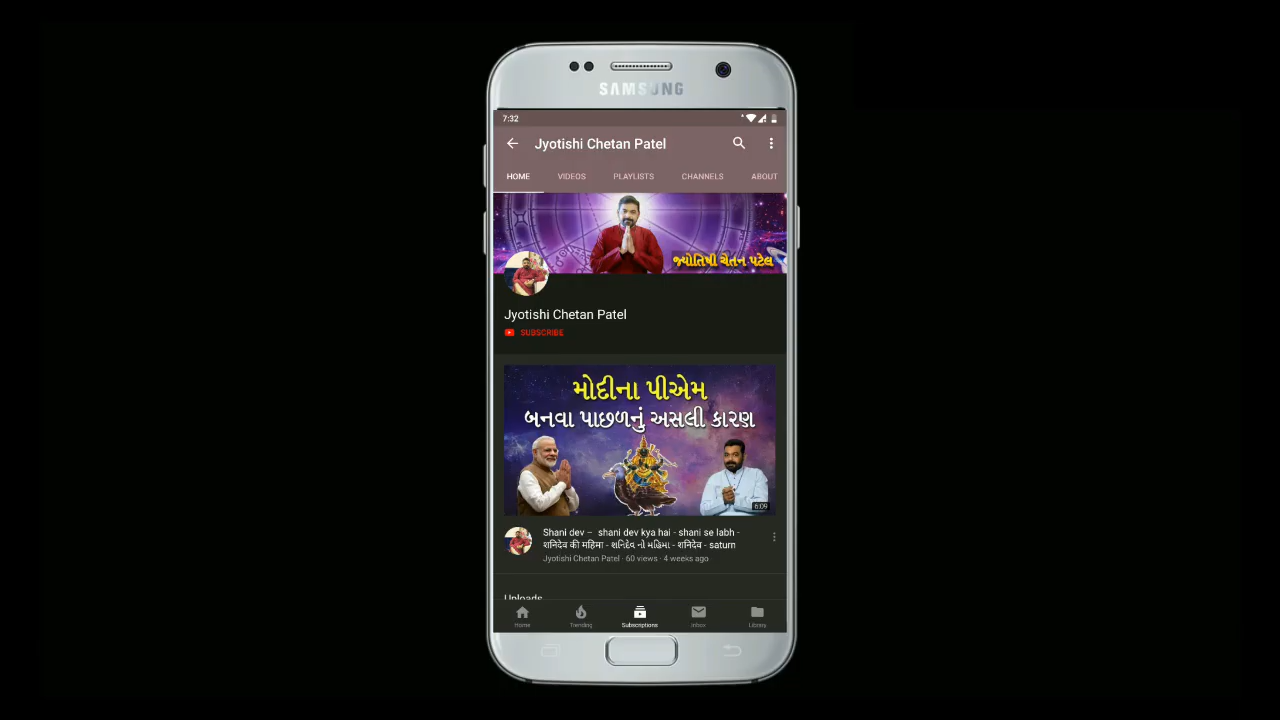 SAMSUNG
7:32
Jyotishi Chetan Patel
HOME VIDEOS PLAYLISTS CHANNELS ABOUT
જ્યોતિષી ચેતન પટેલ
Jyotishi Chetan Patel
SUBSCRIBE
મોદીના પીએમ
બનવા પાછળનું અસલી કારણ
6:09
Shani dev – shani dev kya hai - shani se labh -
शनिदेव की महिमा - શનિદેવ નો મહિમા - शनिदेव - saturn
Jyotishi Chetan Patel · 60 views · 4 weeks ago
Uploads
Home Trending Subscriptions Inbox Library